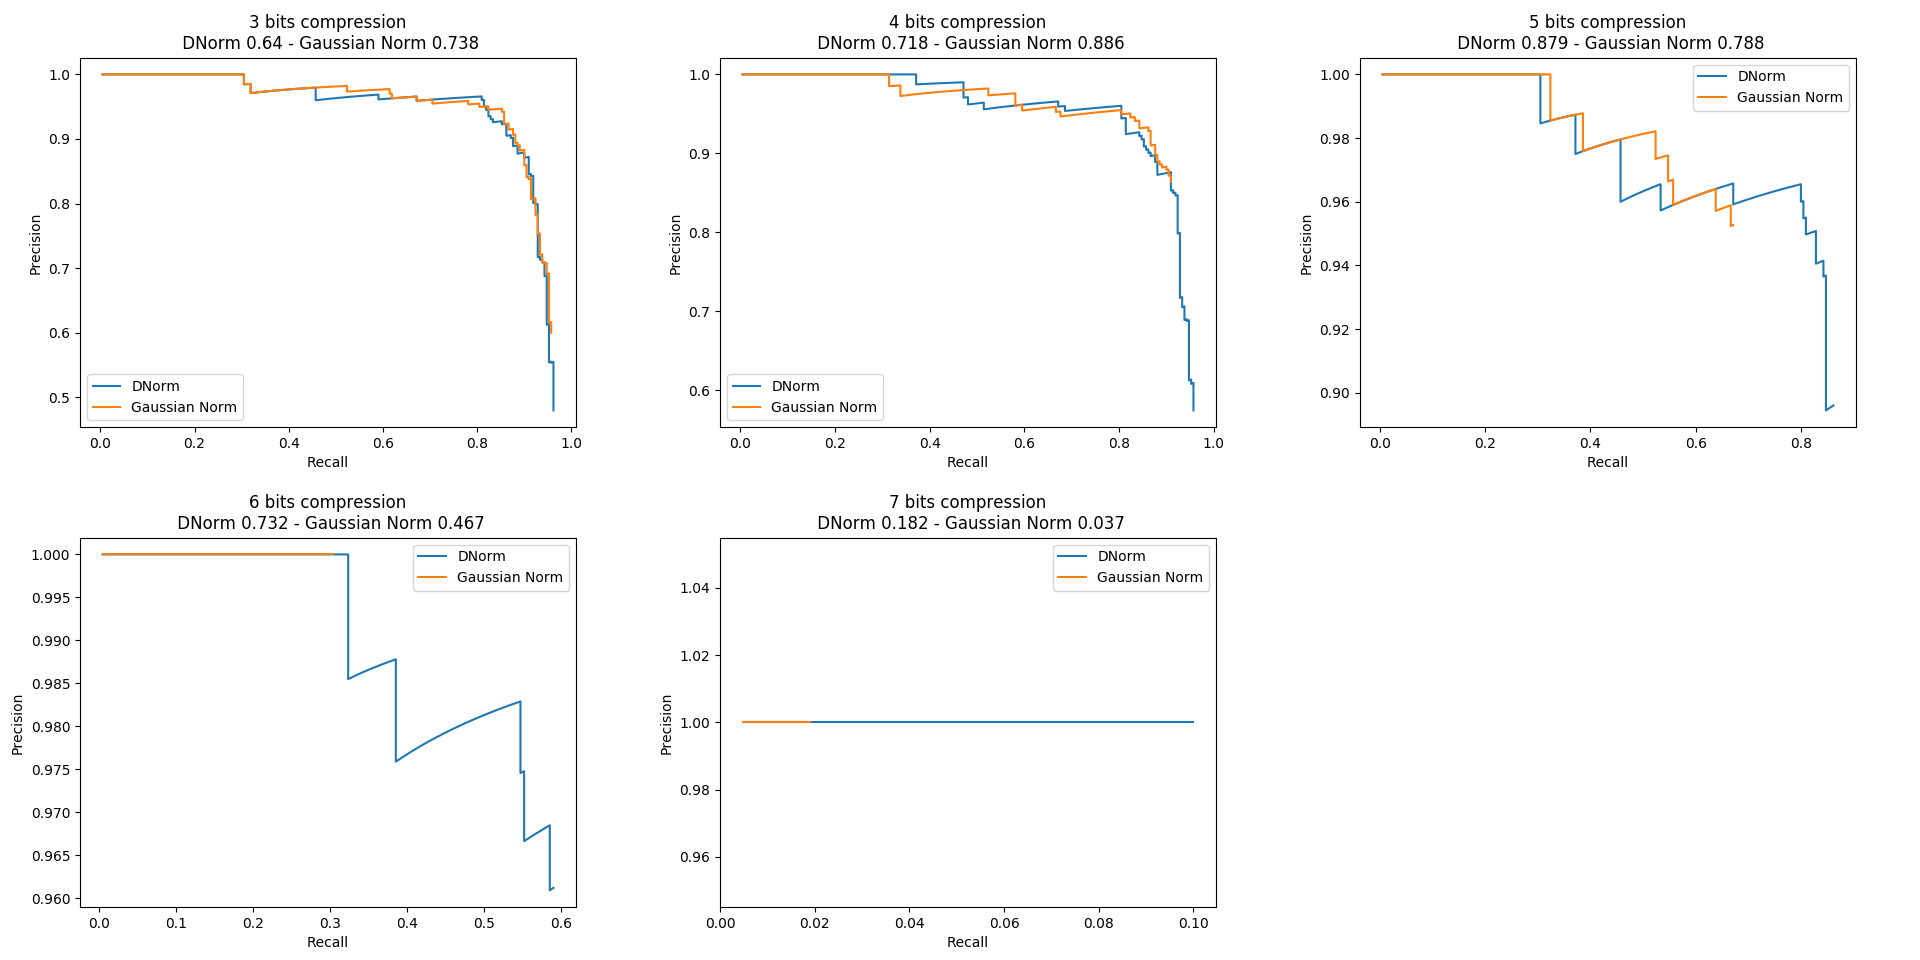 3 bits compression
DNorm 0.64 - Gaussian Norm 0.738
1.0
0.9
0.8
0.7
0.6
0.5
Precision
DNorm
Gaussian Norm
0.0 0.2 0.4 0.6 0.8 1.0
Recall
4 bits compression
DNorm 0.718 - Gaussian Norm 0.886
1.0
0.9
0.8
0.7
0.6
Precision
DNorm
Gaussian Norm
0.0 0.2 0.4 0.6 0.8 1.0
Recall
5 bits compression
DNorm 0.879 - Gaussian Norm 0.788
1.00
0.98
0.96
0.94
0.92
0.90
Precision
DNorm
Gaussian Norm
0.0 0.2 0.4 0.6 0.8
Recall
6 bits compression
DNorm 0.732 - Gaussian Norm 0.467
1.000
0.995
0.990
0.985
0.980
0.975
0.970
0.965
0.960
Precision
DNorm
Gaussian Norm
0.0 0.1 0.2 0.3 0.4 0.5 0.6
Recall
7 bits compression
DNorm 0.182 - Gaussian Norm 0.037
1.04
1.02
1.00
0.98
0.96
Precision
DNorm
Gaussian Norm
0.00 0.02 0.04 0.06 0.08 0.10
Recall